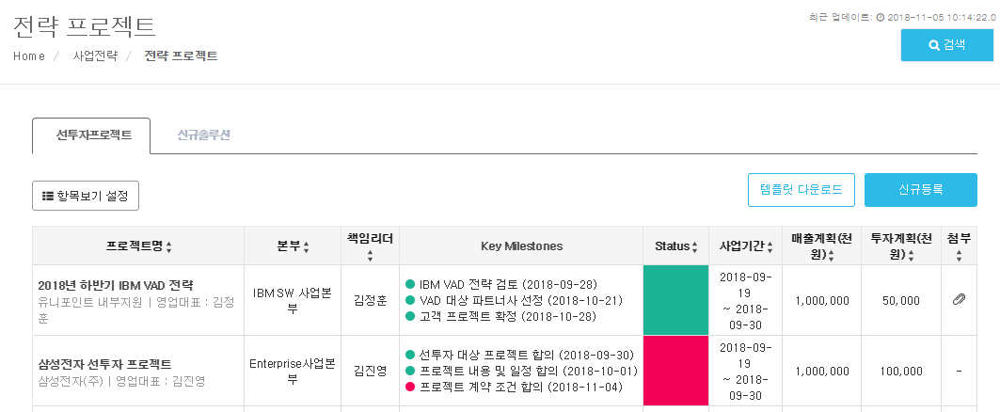 전략 프로젝트
최근 업데이트: 2018-11-05 10:14:22.0
Home / 사업전략 / 전략 프로젝트
검색
선투자프로젝트 신규솔루션
항목보기 설정
템플릿 다운로드
신규등록
프로젝트명 본부 책임리더 Key Milestones Status 사업기간 매출계획(천
원) 투자계획(천
원) 첨부
2018년 하반기 IBM VAD 전략
유니포인트 내부지원 | 영업대표 : 김정
훈
IBM SW 사업본
부
김정훈
IBM VAD 전략 검토 (2018-09-28)
VAD 대상 파트너사 선정 (2018-10-21)
고객 프로젝트 확정 (2018-10-28)
2018-09-
19
~ 2018-
09-30
1,000,000
50,000
삼성전자 선투자 프로젝트
삼성전자(주) | 영업대표 : 김진영
Enterprise사업본
부
김진영
선투자 대상 프로젝트 합의 (2018-09-30)
프로젝트 내용 및 일정 합의 (2018-10-01)
프로젝트 계약 조건 합의 (2018-11-04)
2018-09-
19
~ 2018-
09-30
1,000,000
100,000
-